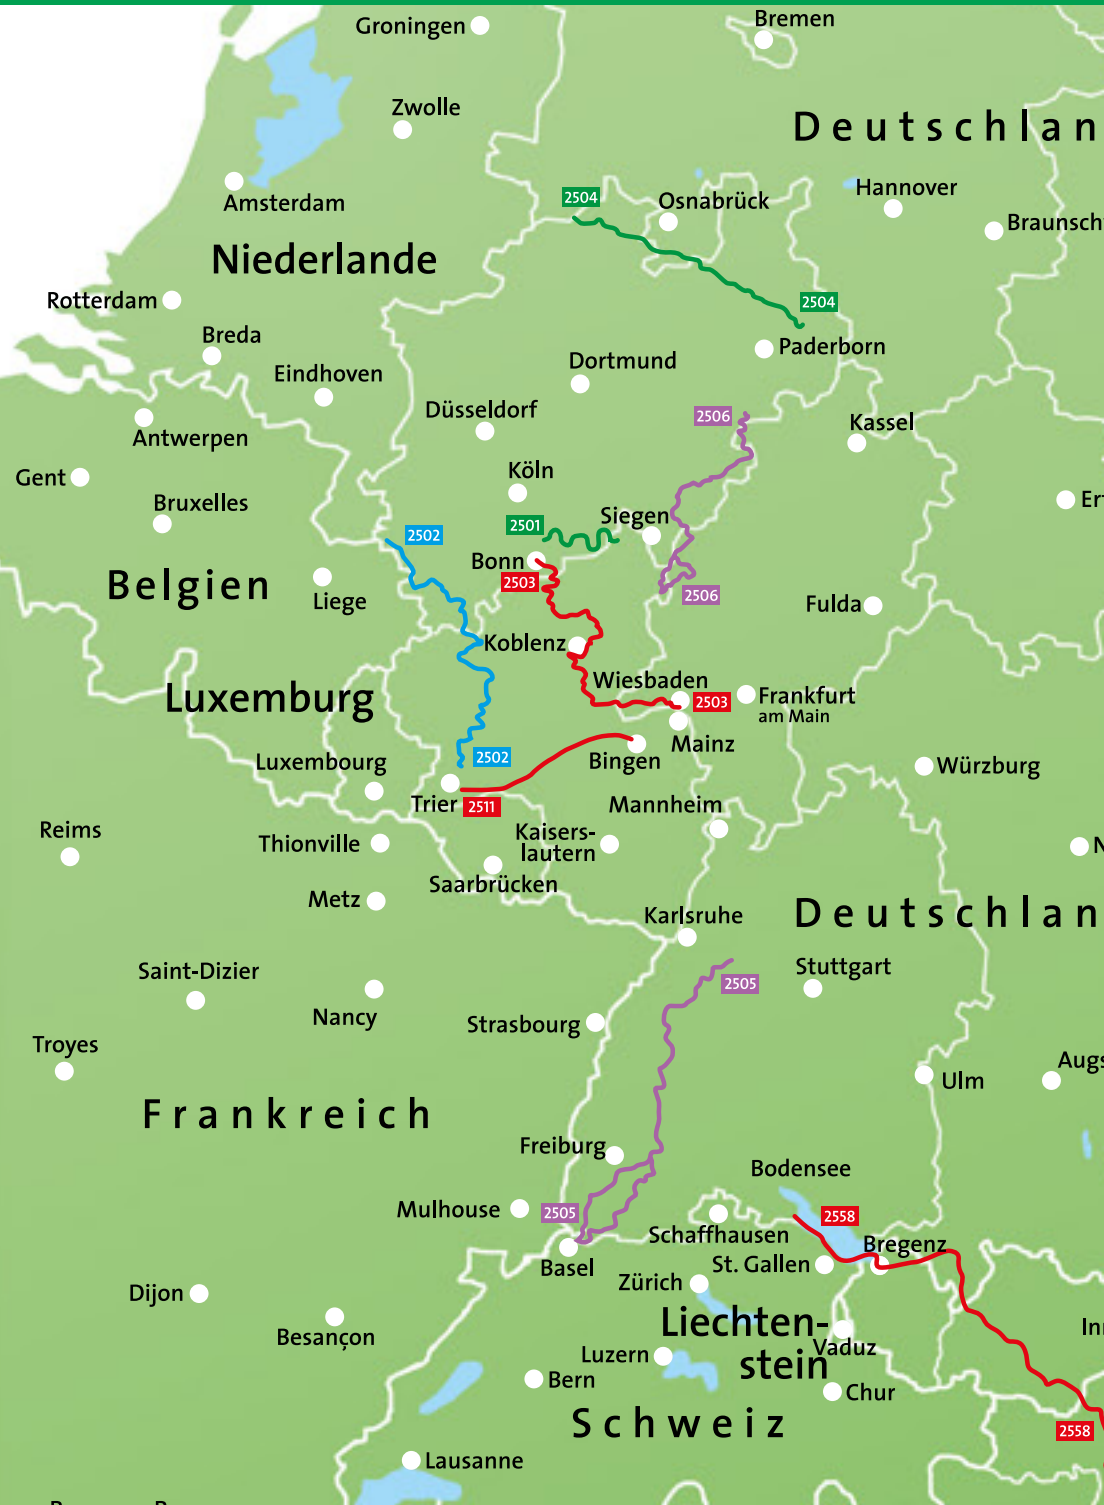 Groningen
Bremen
Zwolle
Deutschlan
Hannover
2504
Osnabrück
Amsterdam
Braunsch
Niederlande
Rotterdam
2504
Breda
Paderborn
Dortmund
Eindhoven
Düsseldorf
2506
Kassel
Antwerpen
Köln
Gent
Bruxelles
Er
Siegen
2501
2502
Bonn
Belgien
2503
2506
Liege
Fulda
Koblenz
Wiesbaden
Luxemburg
2503
Frankfurt
am Main
Mainz
2502
Bingen
Luxembourg
Würzburg
Trier
2511
Mannheim
Reims
Kaisers-
lautern
Thionville
N
Saarbrücken
Metz
Karlsruhe
Deutschlan
Saint-Dizier
Stuttgart
2505
Nancy
Strasbourg
Troyes
Augs
Ulm
Frankreich
Freiburg
Bodensee
Mulhouse
2505
2558
Schaffhausen
Bregenz
Basel
St. Gallen
Zürich
Dijon
Liechten-
stein
Besançon
Inn
Vaduz
Luzern
Bern
Chur
Schweiz
2558
Lausanne